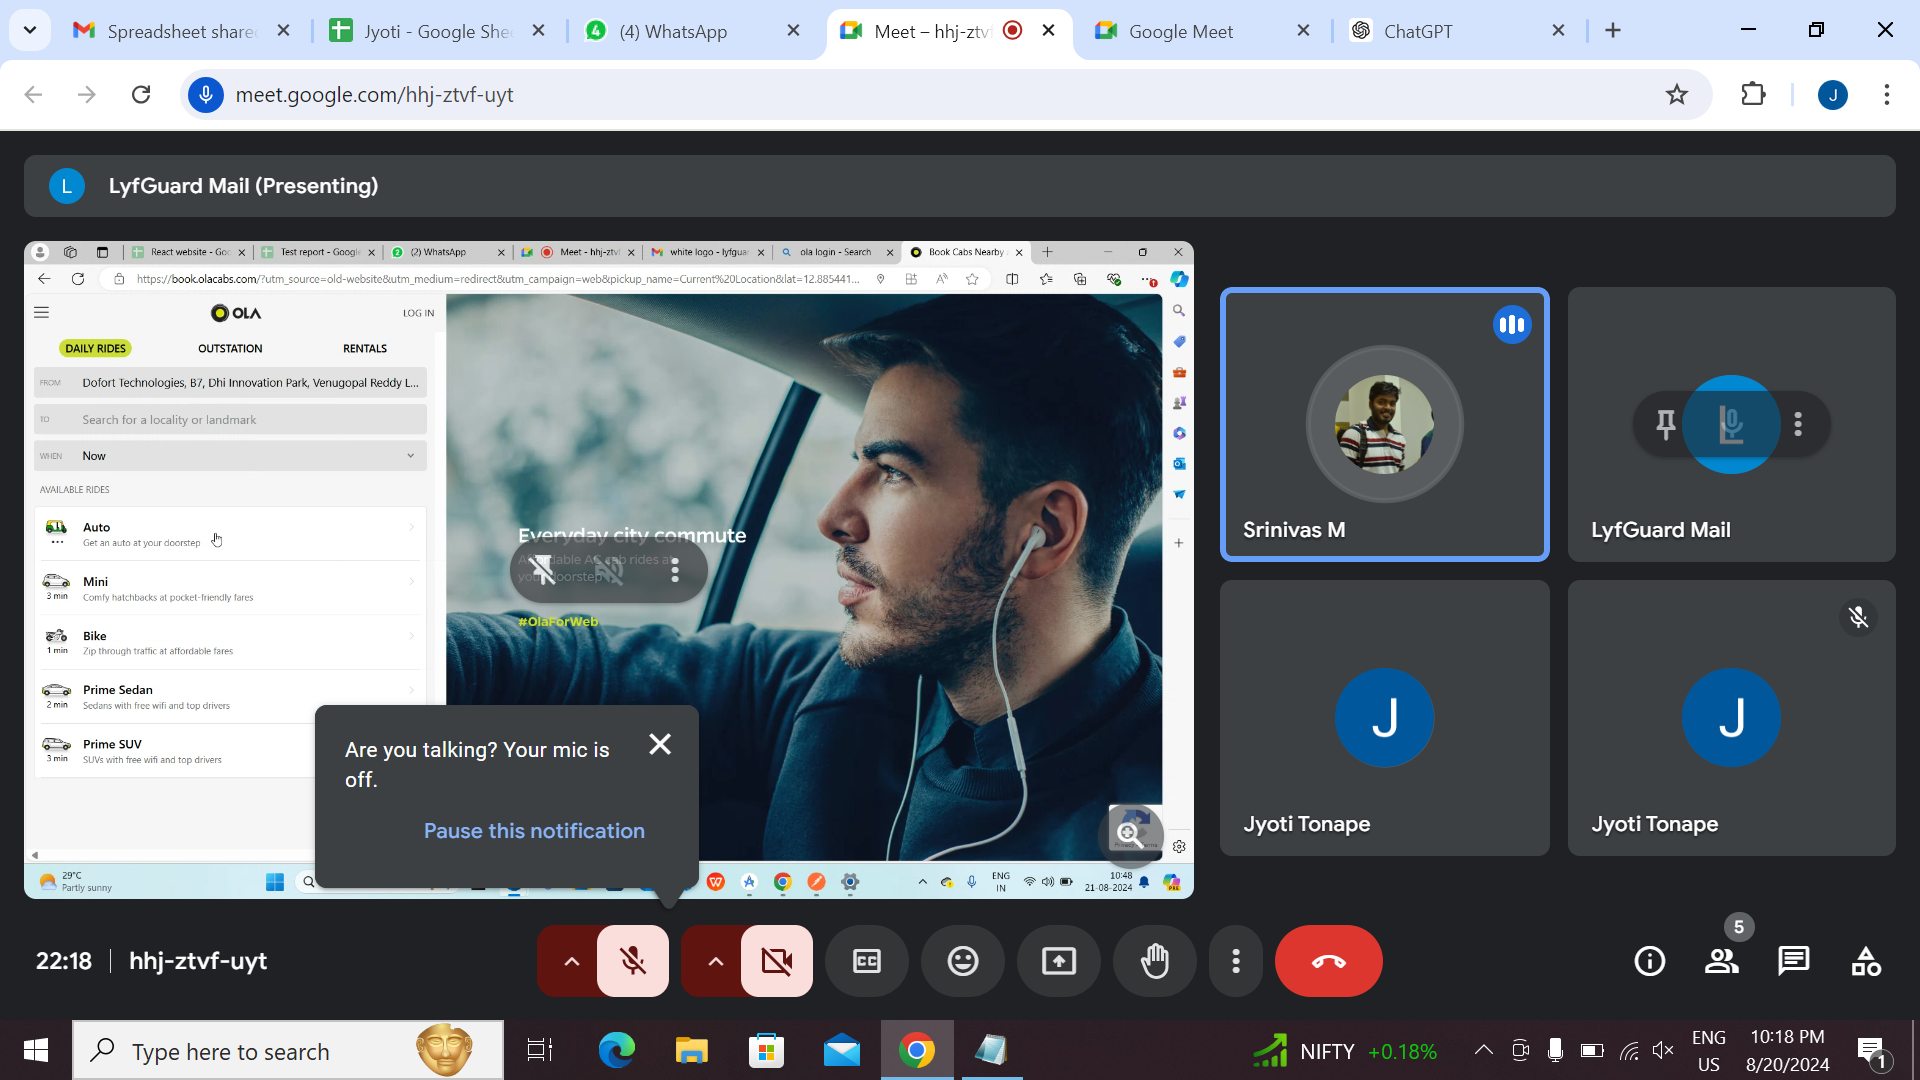 Spreadsheet share
Jyoti - Google She
(4) WhatsApp
Meet – hhj-ztv
Google Meet
ChatGPT
meet.google.com/hhj-ztvf-uyt
J
L
LyfGuard Mail (Presenting)
React website - Goo
Test report - Google
(2) WhatsApp
Meet - hhj-ztvf
white logo - lyfguar
ola login - Search
Book Cabs Nearby
https://book.olacabs.com/?utm_source=old-website&utm_medium=redirect&utm_campaign=web&pickup_name=Current%20Location&lat=12.885441...
OLA
LOG IN
DAILY RIDES
OUTSTATION
RENTALS
FROM
Dofort Technologies, B7, Dhi Innovation Park, Venugopal Reddy L...
TO
Search for a locality or landmark
WHEN
Now
AVAILABLE RIDES
Auto
Get an auto at your doorstep
Mini
3 min
Comfy hatchbacks at pocket-friendly fares
Bike
1 min
Zip through traffic at affordable fares
Prime Sedan
2 min
Sedans with free wifi and top drivers
Prime SUV
3 min
SUVs with free wifi and top drivers
Everyday city commute
Affordable AC cab rides at
your doorstep
#OlaForWeb
Are you talking? Your mic is
off.
Pause this notification
29°C
Partly sunny
ENG
IN
10:48
21-08-2024
Srinivas M
L
LyfGuard Mail
J
Jyoti Tonape
J
Jyoti Tonape
22:18
hhj-ztvf-uyt
CC
5
Type here to search
NIFTY +0.18%
ENG
US
10:18 PM
8/20/2024
1